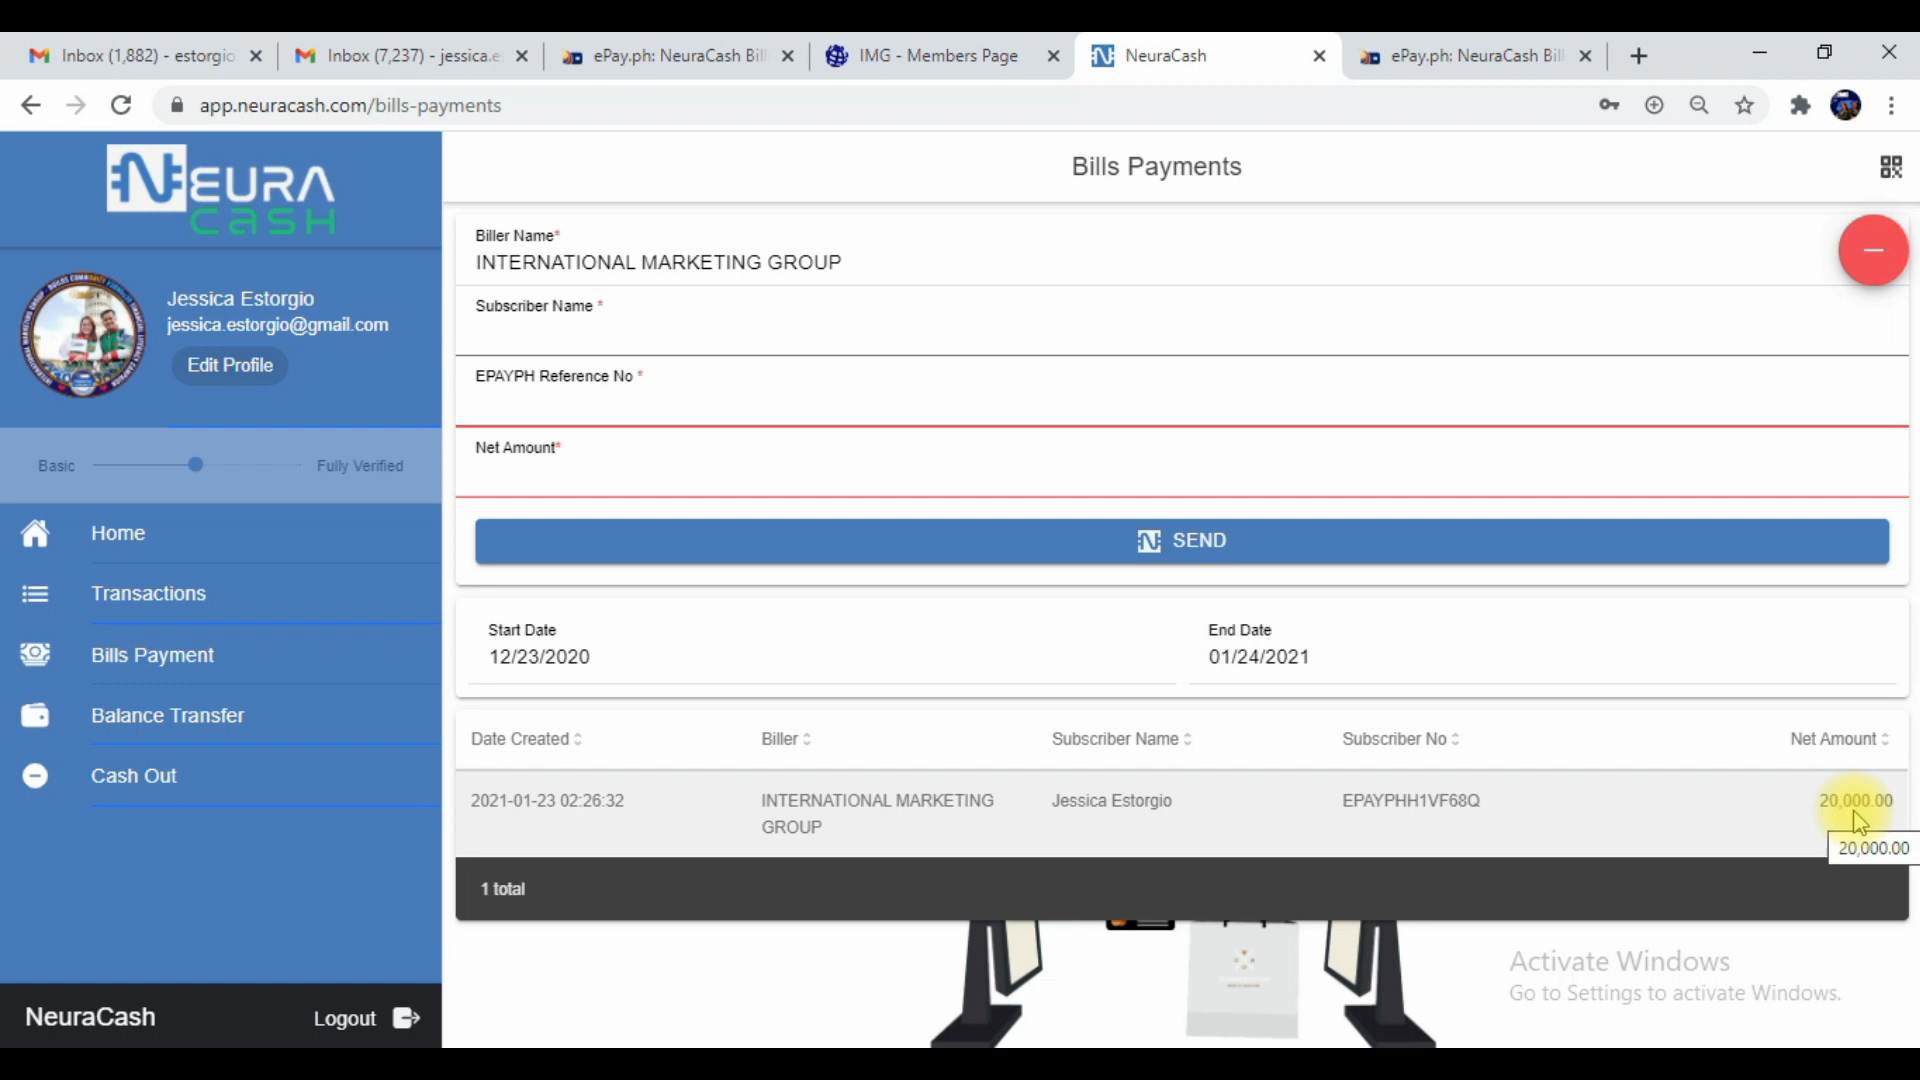 Inbox (1,882) - estorgio
Inbox (7,237) - jessica.e
ePay.ph: NeuraCash Bil
IMG - Members Page
NeuraCash
ePay.ph: NeuraCash Bil
app.neuracash.com/bills-payments
NEURA
CASH
Jessica Estorgio
jessica.estorgio@gmail.com
Edit Profile
Basic
Fully Verified
Home
Transactions
Bills Payment
Balance Transfer
Cash Out
NeuraCash
Logout
Bills Payments
Biller Name*
INTERNATIONAL MARKETING GROUP
Subscriber Name *
EPAYPH Reference No *
Net Amount*
SEND
Start Date
12/23/2020
End Date
01/24/2021
Date Created
Biller
Subscriber Name
Subscriber No
Net Amount
2021-01-23 02:26:32
INTERNATIONAL MARKETING
GROUP
Jessica Estorgio
EPAYPHH1VF68Q
20,000.00
20,000.00
1 total
Activate Windows
Go to Settings to activate Windows.